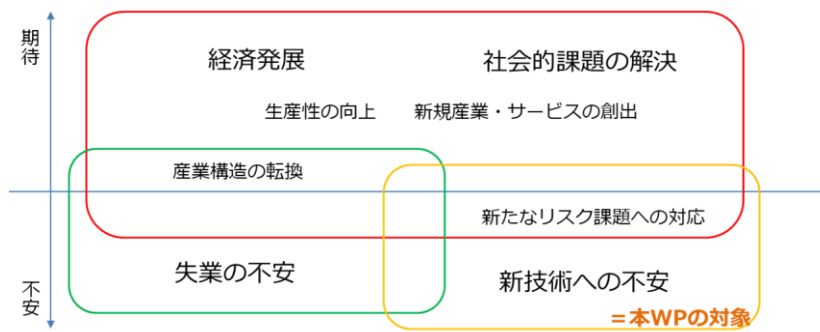 期待
経済発展
社会的課題の解決
生産性の向上
新規産業・サービスの創出
産業構造の転換
新たなリスク課題への対応
失業の不安
新技術への不安
不安
=本WPの対象